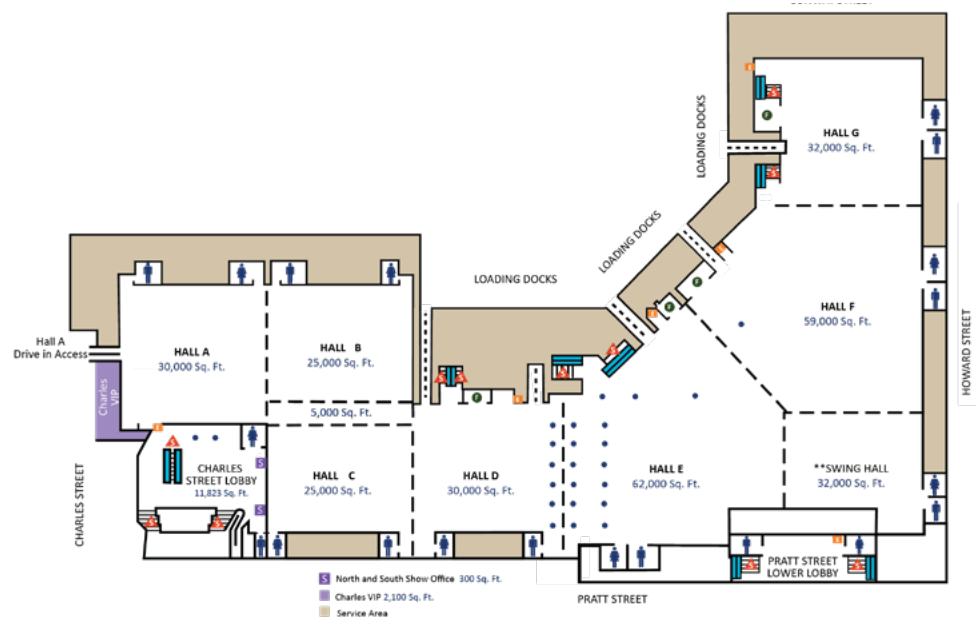 LOADING DOCKS
HALL G
32,000 Sq. Ft.
LOADING DOCKS
LOADING DOCKS
HALL F
59,000 Sq. Ft.
HOWARD STREET
Hall A
Drive in Access
HALL A
30,000 Sq. Ft.
HALL B
25,000 Sq. Ft.
5,000 Sq. Ft.
Charles
VIP
CHARLES STREET
CHARLES
STREET LOBBY
11,823 Sq. Ft.
S
S
HALL C
25,000 Sq. Ft.
HALL D
30,000 Sq. Ft.
HALL E
62,000 Sq. Ft.
**SWING HALL
32,000 Sq. Ft.
PRATT STREET
LOWER LOBBY
PRATT STREET
S North and South Show Office 300 Sq. Ft.
Charles VIP 2,100 Sq. Ft.
Service Area
F
F
F
F